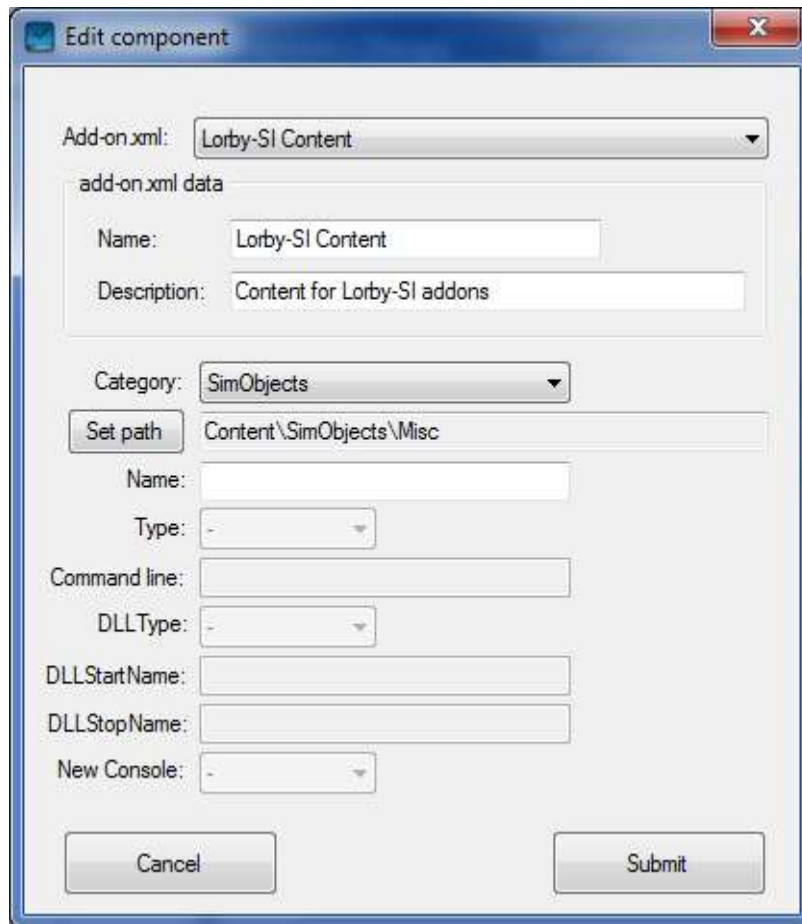 Edit component
Add-on.xml: Lorby-SI Content
add-on.xml data
Name: Lorby-SI Content
Description: Content for Lorby-SI addons
Category: SimObjects
Set path Content\SimObjects\Misc
Name:
Type: -
Command line:
DLLType: -
DLLStartName:
DLLStopName:
New Console: -
Cancel Submit